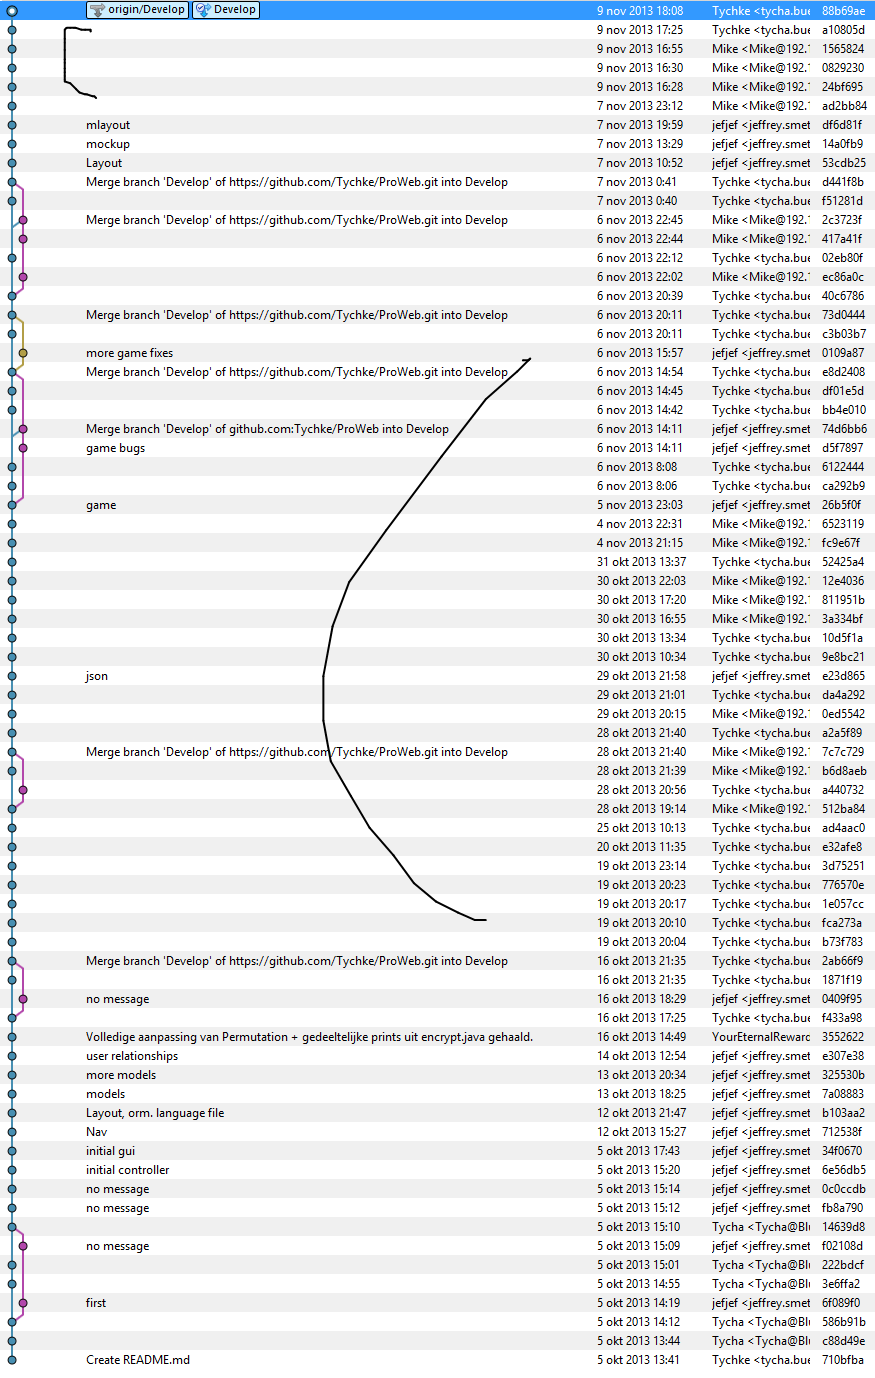 origin/Develop Develop 9 nov 2013 18:08 Tychke <tycha.bue 88b69ae
9 nov 2013 17:25 Tychke <tycha.bue a10805d
9 nov 2013 16:55 Mike <Mike@192.1 1565824
9 nov 2013 16:30 Mike <Mike@192.1 0829230
9 nov 2013 16:28 Mike <Mike@192.1 24bf695
7 nov 2013 23:12 Mike <Mike@192.1 ad2bb84
mlayout 7 nov 2013 19:59 jefjef <jeffrey.smet df6d81f
mockup 7 nov 2013 13:29 jefjef <jeffrey.smet 14a0fb9
Layout 7 nov 2013 10:52 jefjef <jeffrey.smet 53cdb25
Merge branch 'Develop' of https://github.com/Tychke/ProWeb.git into Develop 7 nov 2013 0:41 Tychke <tycha.bue d441f8b
7 nov 2013 0:40 Tychke <tycha.bue f51281d
Merge branch 'Develop' of https://github.com/Tychke/ProWeb.git into Develop 6 nov 2013 22:45 Mike <Mike@192.1 2c3723f
6 nov 2013 22:44 Mike <Mike@192.1 417a41f
6 nov 2013 22:12 Tychke <tycha.bue 02eb80f
6 nov 2013 22:02 Mike <Mike@192.1 ec86a0c
6 nov 2013 20:39 Tychke <tycha.bue 40c6786
Merge branch 'Develop' of https://github.com/Tychke/ProWeb.git into Develop 6 nov 2013 20:11 Tychke <tycha.bue 73d0444
6 nov 2013 20:11 Tychke <tycha.bue c3b03b7
more game fixes 6 nov 2013 15:57 jefjef <jeffrey.smet 0109a87
Merge branch 'Develop' of https://github.com/Tychke/ProWeb.git into Develop 6 nov 2013 14:54 Tychke <tycha.bue e8d2408
6 nov 2013 14:45 Tychke <tycha.bue df01e5d
6 nov 2013 14:42 Tychke <tycha.bue bb4e010
Merge branch 'Develop' of github.com:Tychke/ProWeb into Develop 6 nov 2013 14:11 jefjef <jeffrey.smet 74d6bb6
game bugs 6 nov 2013 14:11 jefjef <jeffrey.smet d5f7897
6 nov 2013 8:08 Tychke <tycha.bue 6122444
6 nov 2013 8:06 Tychke <tycha.bue ca292b9
game 5 nov 2013 23:03 jefjef <jeffrey.smet 26b5f0f
4 nov 2013 22:31 Mike <Mike@192.1 6523119
4 nov 2013 21:15 Mike <Mike@192.1 fc9e67f
31 okt 2013 13:37 Tychke <tycha.bue 52425a4
30 okt 2013 22:03 Mike <Mike@192.1 12e4036
30 okt 2013 17:20 Mike <Mike@192.1 811951b
30 okt 2013 16:55 Mike <Mike@192.1 3a334bf
30 okt 2013 13:34 Tychke <tycha.bue 10d5f1a
30 okt 2013 10:34 Tychke <tycha.bue 9e8bc21
json 29 okt 2013 21:58 jefjef <jeffrey.smet e23d865
29 okt 2013 21:01 Tychke <tycha.bue da4a292
29 okt 2013 20:15 Mike <Mike@192.1 0ed5542
28 okt 2013 21:40 Tychke <tycha.bue a2a5f89
Merge branch 'Develop' of https://github.com/Tychke/ProWeb.git into Develop 28 okt 2013 21:40 Mike <Mike@192.1 7c7c729
28 okt 2013 21:39 Mike <Mike@192.1 b6d8aeb
28 okt 2013 20:56 Tychke <tycha.bue a440732
28 okt 2013 19:14 Mike <Mike@192.1 512ba84
25 okt 2013 10:13 Tychke <tycha.bue ad4aac0
20 okt 2013 11:35 Tychke <tycha.bue e32afe8
19 okt 2013 23:14 Tychke <tycha.bue 3d75251
19 okt 2013 20:23 Tychke <tycha.bue 776570e
19 okt 2013 20:17 Tychke <tycha.bue 1e057cc
19 okt 2013 20:10 Tychke <tycha.bue fca273a
19 okt 2013 20:04 Tychke <tycha.bue b73f783
Merge branch 'Develop' of https://github.com/Tychke/ProWeb.git into Develop 16 okt 2013 21:35 Tychke <tycha.bue 2ab66f9
16 okt 2013 21:35 Tychke <tycha.bue 1871f19
no message 16 okt 2013 18:29 jefjef <jeffrey.smet 0409f95
16 okt 2013 17:25 Tychke <tycha.bue f433a98
Volledige aanpassing van Permutation + gedeeltelijke prints uit encrypt.java gehaald. 16 okt 2013 14:49 YourEternalReward 3552622
user relationships 14 okt 2013 12:54 jefjef <jeffrey.smet e307e38
more models 13 okt 2013 20:34 jefjef <jeffrey.smet 325530b
models 13 okt 2013 18:25 jefjef <jeffrey.smet 7a08883
Layout, orm. language file 12 okt 2013 21:47 jefjef <jeffrey.smet b103aa2
Nav 12 okt 2013 15:27 jefjef <jeffrey.smet 712538f
initial gui 5 okt 2013 17:43 jefjef <jeffrey.smet 34f0670
initial controller 5 okt 2013 15:20 jefjef <jeffrey.smet 6e56db5
no message 5 okt 2013 15:14 jefjef <jeffrey.smet 0c0ccdb
no message 5 okt 2013 15:12 jefjef <jeffrey.smet fb8a790
5 okt 2013 15:10 Tycha <Tycha@Bl 14639d8
no message 5 okt 2013 15:09 jefjef <jeffrey.smet f02108d
5 okt 2013 15:01 Tycha <Tycha@Bl 222bdcf
5 okt 2013 14:55 Tycha <Tycha@Bl 3e6ffa2
first 5 okt 2013 14:19 jefjef <jeffrey.smet 6f089f0
5 okt 2013 14:12 Tycha <Tycha@Bl 586b91b
5 okt 2013 13:44 Tycha <Tycha@Bl c88d49e
Create README.md 5 okt 2013 13:41 Tychke <tycha.bue 710bfba